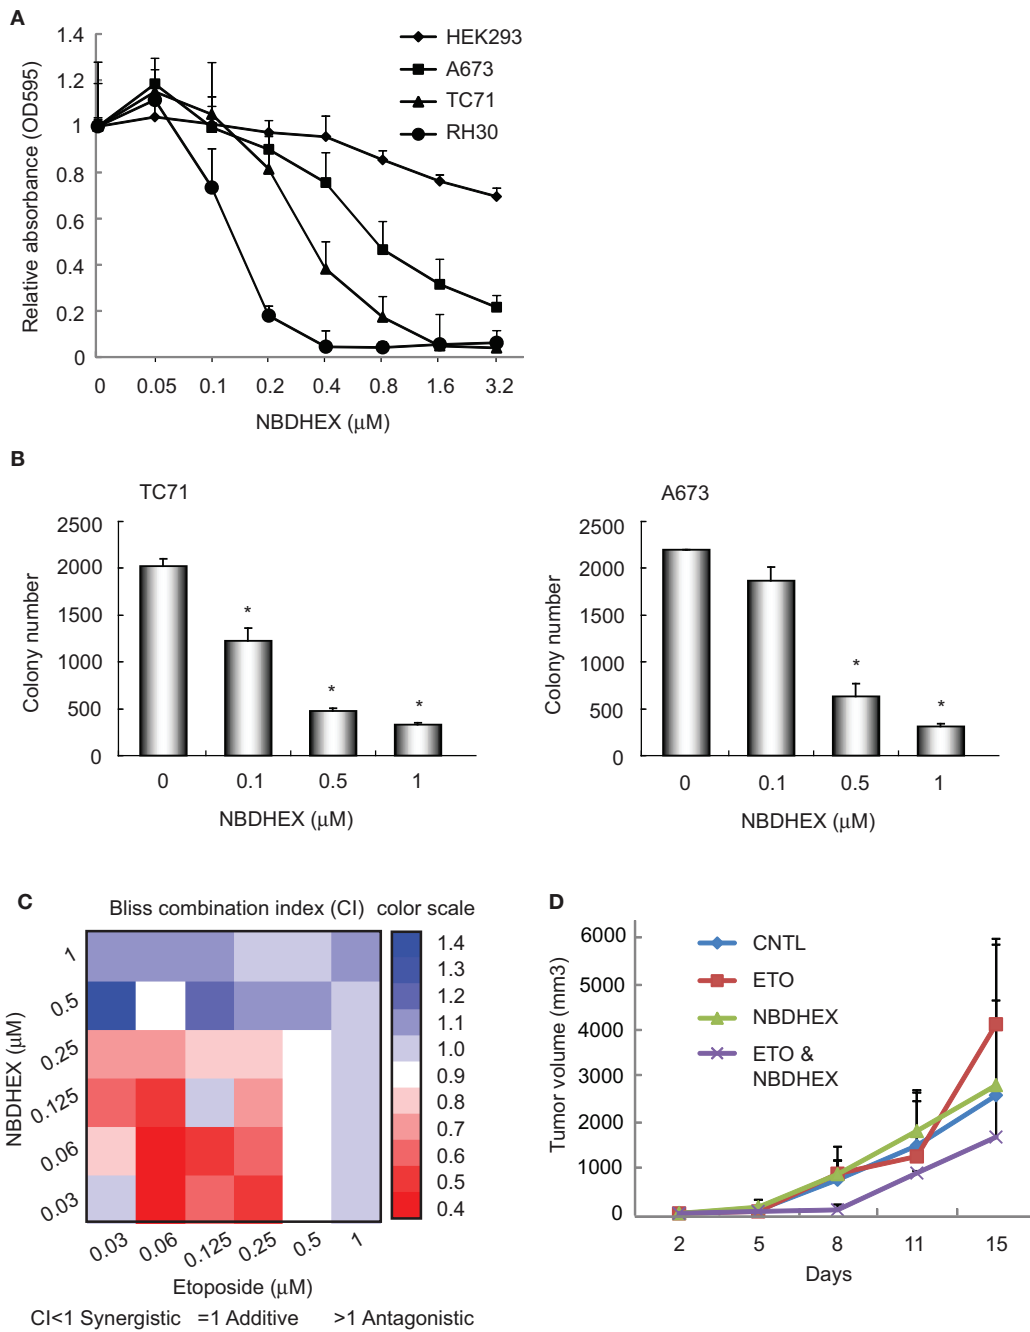 A
1.4
1.2
1
0.8
0.6
0.4
0.2
0
Relative absorbance (OD595)
HEK293
A673
TC71
RH30
0 0.05 0.1 0.2 0.4 0.8 1.6 3.2
NBDHEX (μM)
B
TC71
2500
2000
1500
1000
500
0
Colony number
*
*
*
0 0.1 0.5 1
NBDHEX (μM)
A673
2500
2000
1500
1000
500
0
Colony number
*
*
0 0.1 0.5 1
NBDHEX (μM)
C
Bliss combination index (CI) color scale
NBDHEX (μM)
1
0.5
0.25
0.125
0.06
0.03
1.4
1.3
1.2
1.1
1.0
0.9
0.8
0.7
0.6
0.5
0.4
0.03 0.06 0.125 0.25 0.5 1
Etoposide (μM)
CI<1 Synergistic =1 Additive >1 Antagonistic
D
6000
5000
4000
3000
2000
1000
0
Tumor volume (mm3)
CNTL
ETO
NBDHEX
ETO &
NBDHEX
2 5 8 11 15
Days